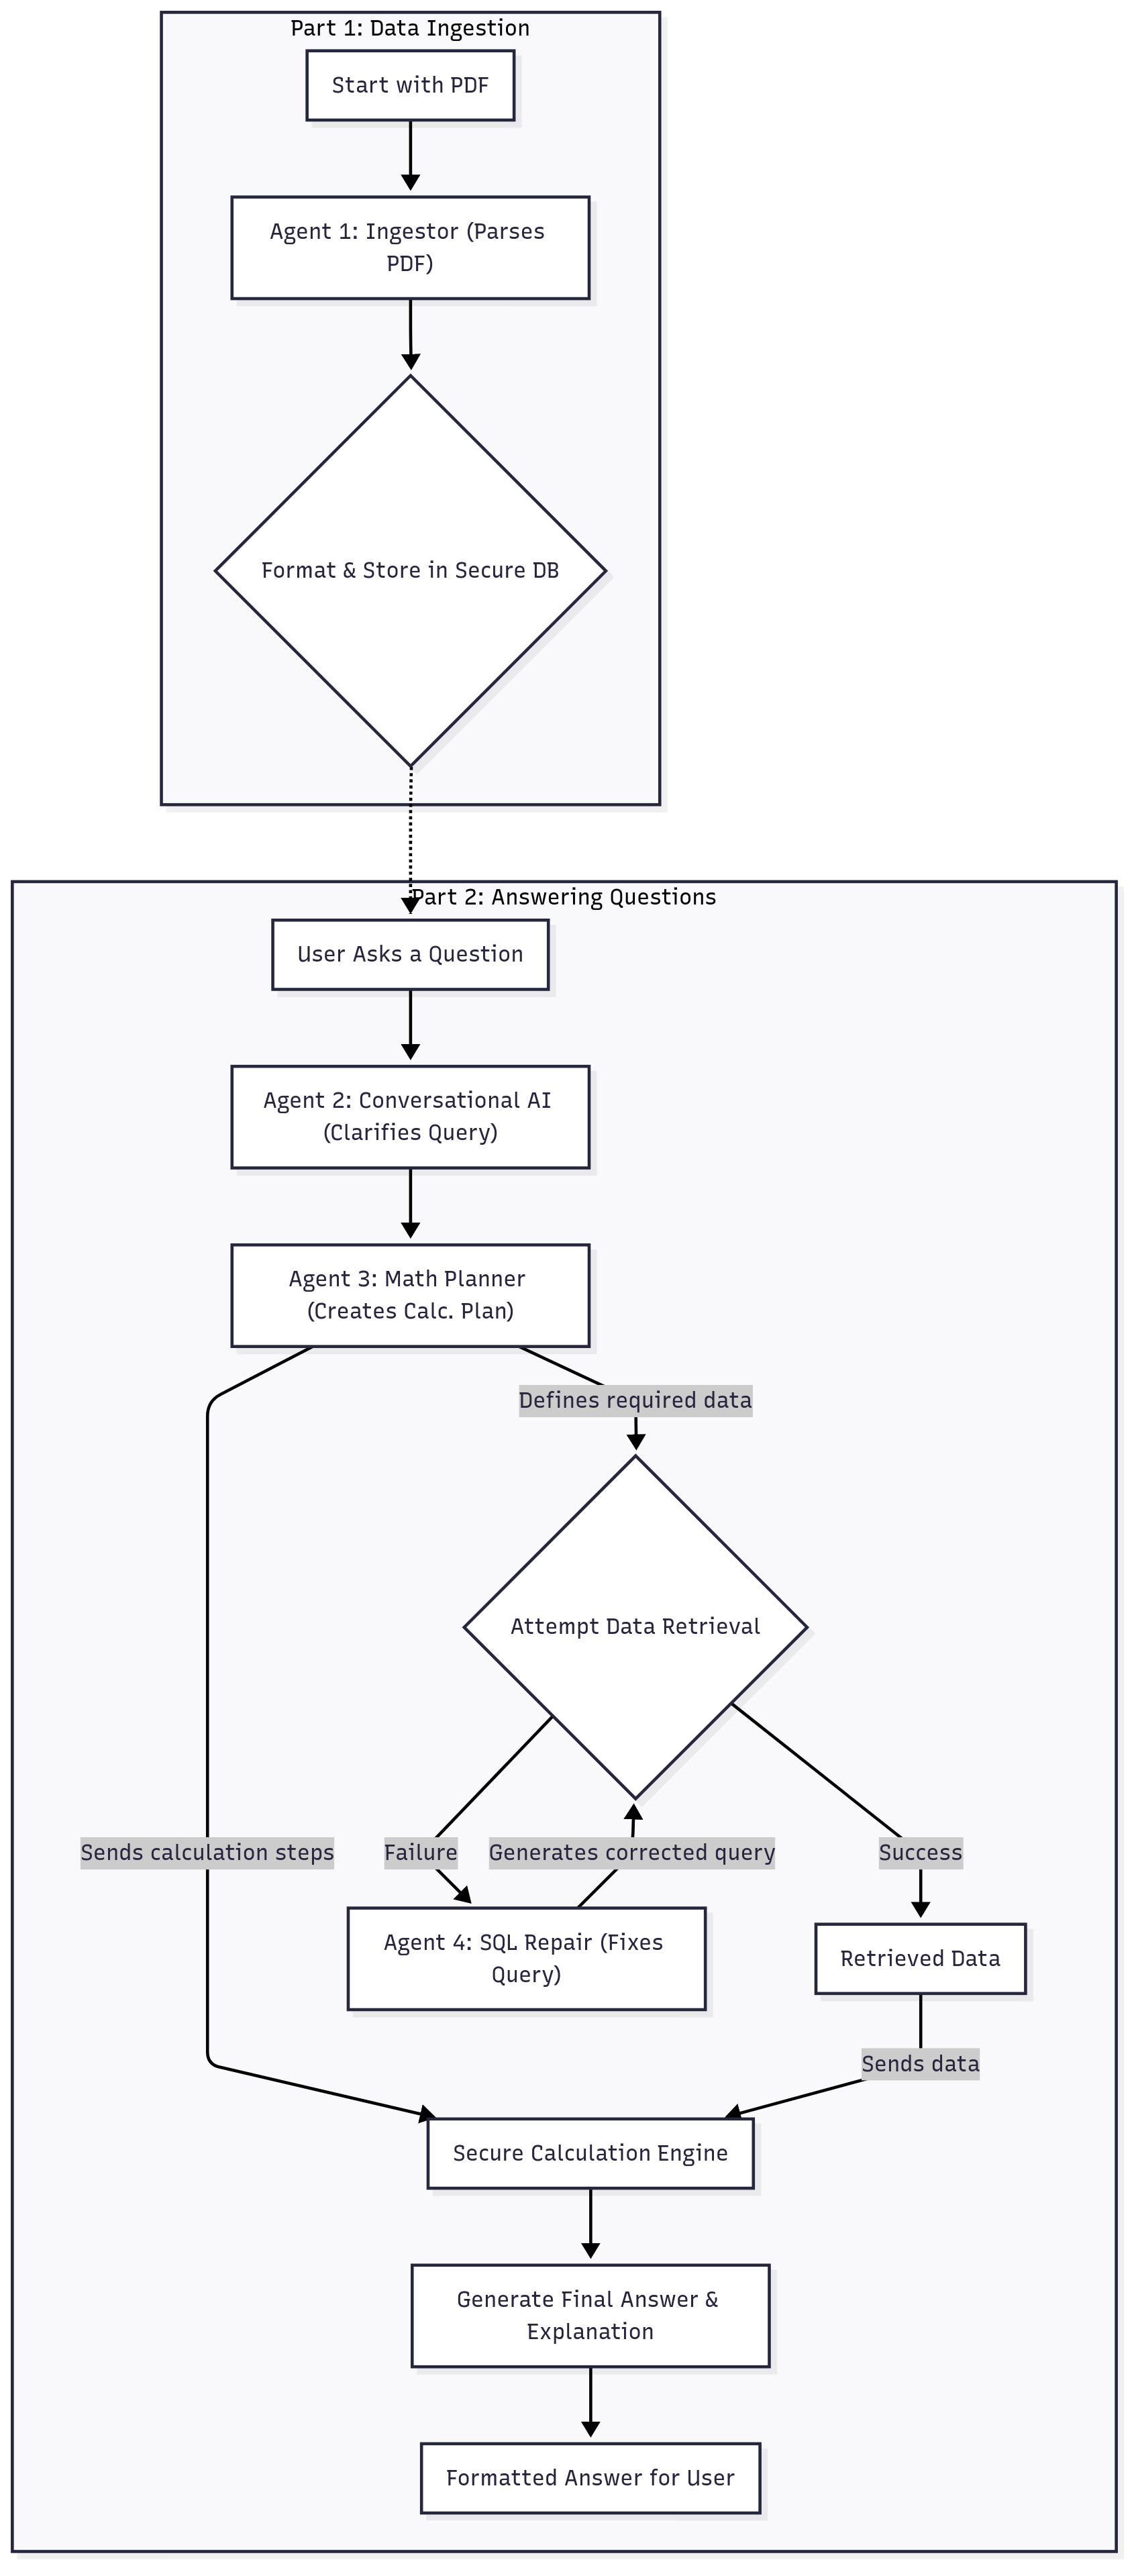 Part 1: Data Ingestion
Start with PDF
Agent 1: Ingestor (Parses
PDF)
Format & Store in Secure DB
Part 2: Answering Questions
User Asks a Question
Agent 2: Conversational AI
(Clarifies Query)
Agent 3: Math Planner
(Creates Calc. Plan)
Defines required data
Attempt Data Retrieval
Sends calculation steps
Failure
Generates corrected query
Success
Agent 4: SQL Repair (Fixes
Query)
Retrieved Data
Sends data
Secure Calculation Engine
Generate Final Answer &
Explanation
Formatted Answer for User